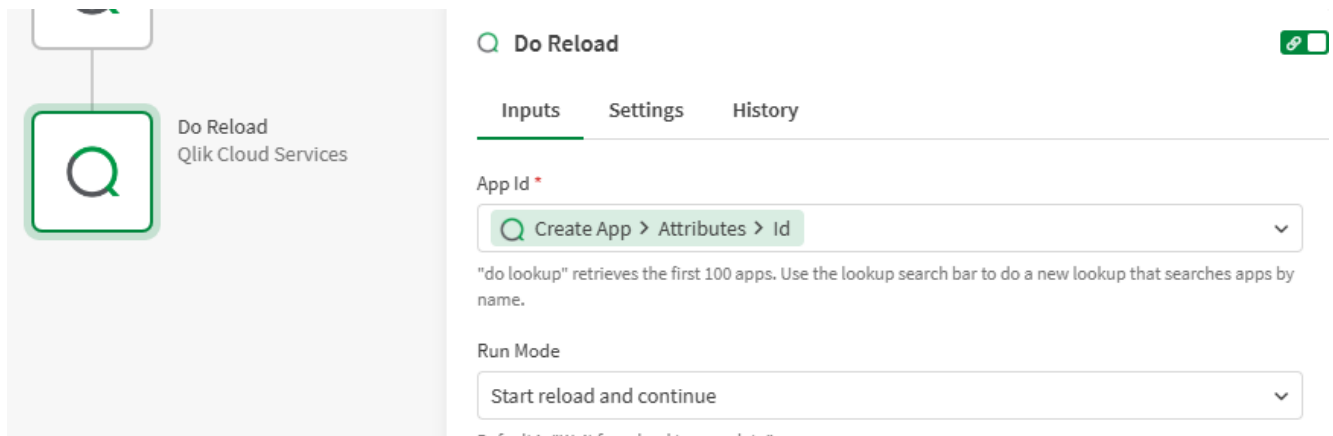 Do Reload
Qlik Cloud Services
Do Reload
Inputs Settings History
App Id *
Create App > Attributes > Id
"do lookup" retrieves the first 100 apps. Use the lookup search bar to do a new lookup that searches apps by
name.
Run Mode
Start reload and continue